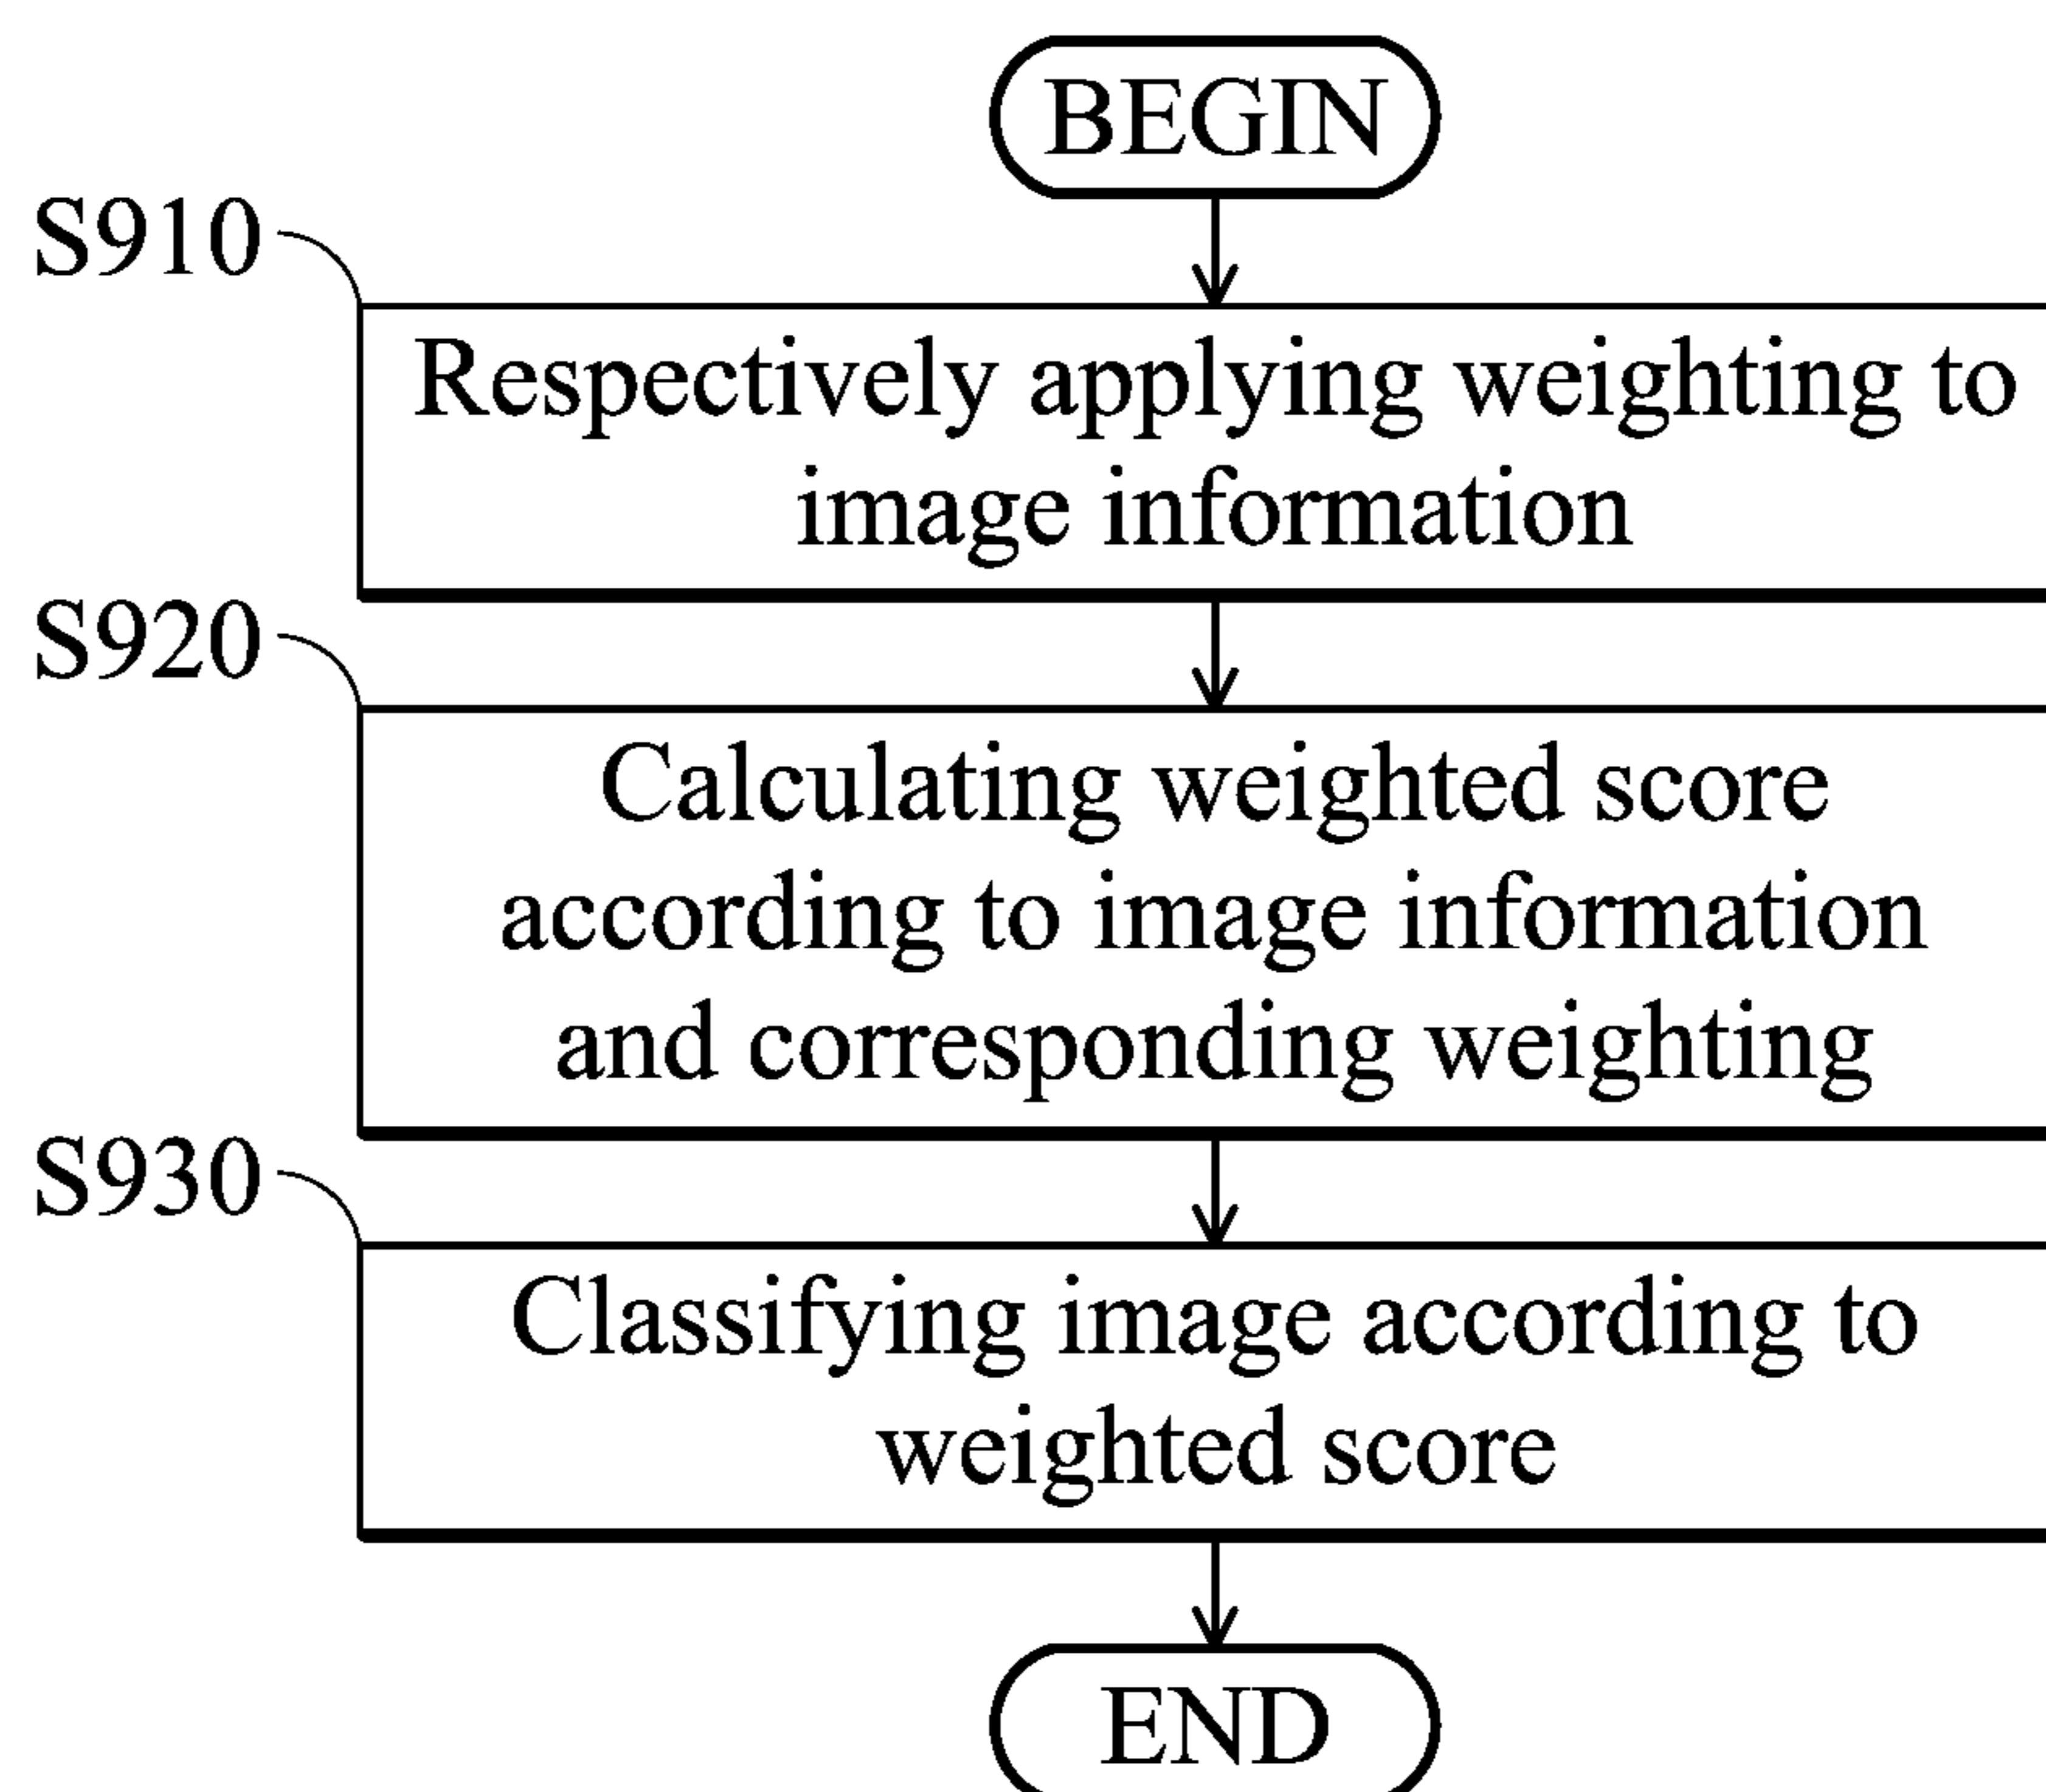 BEGIN
S910
Respectively applying weighting to
image information
S920
Calculating weighted score
according to image information
and corresponding weighting
S930
Classifying image according to
weighted score
END